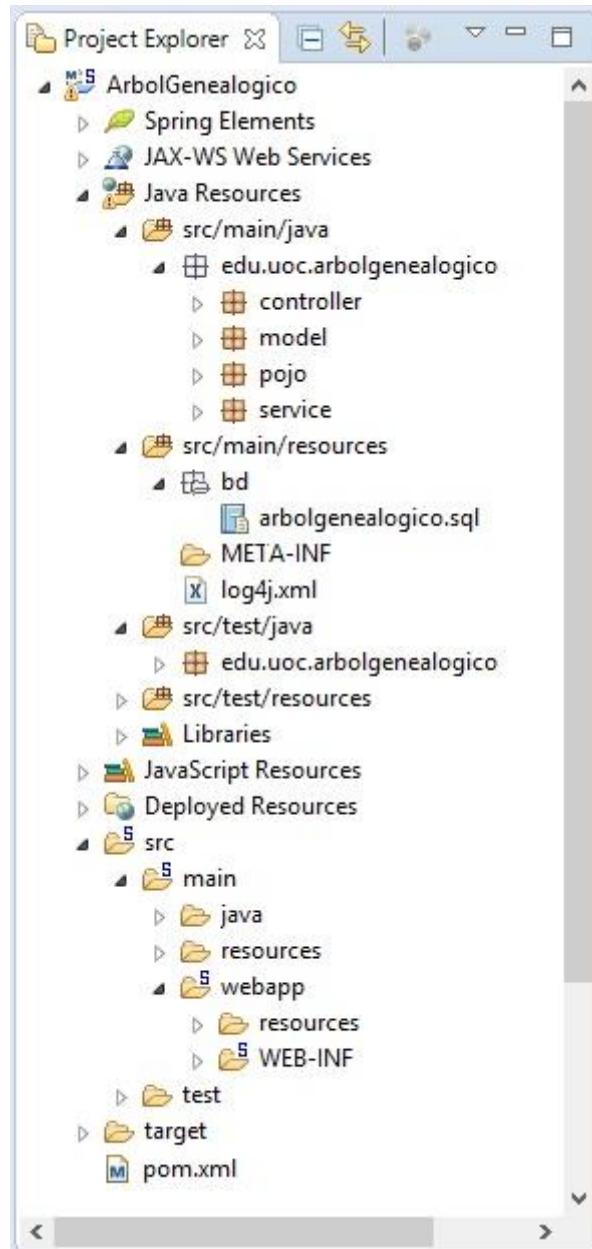 Project Explorer
ArbolGenealogico
Spring Elements
JAX-WS Web Services
Java Resources
src/main/java
edu.uoc.arbolgenealogico
controller
model
pojo
service
src/main/resources
bd
arbolgenealogico.sql
META-INF
log4j.xml
src/test/java
edu.uoc.arbolgenealogico
src/test/resources
Libraries
JavaScript Resources
Deployed Resources
src
main
java
resources
webapp
resources
WEB-INF
test
target
pom.xml